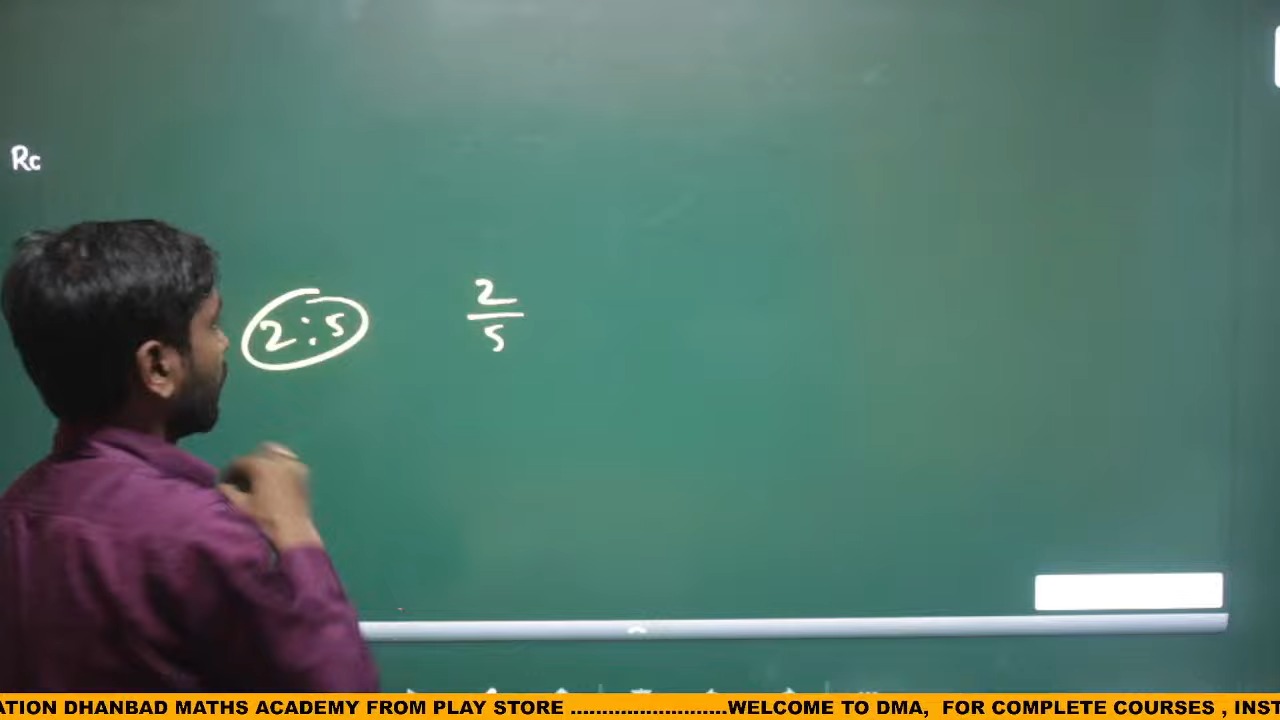 Rc
2:5
2
5
ATION DHANBAD MATHS ACADEMY FROM PLAY STORE ........................WELCOME TO DMA, FOR COMPLETE COURSES , INST